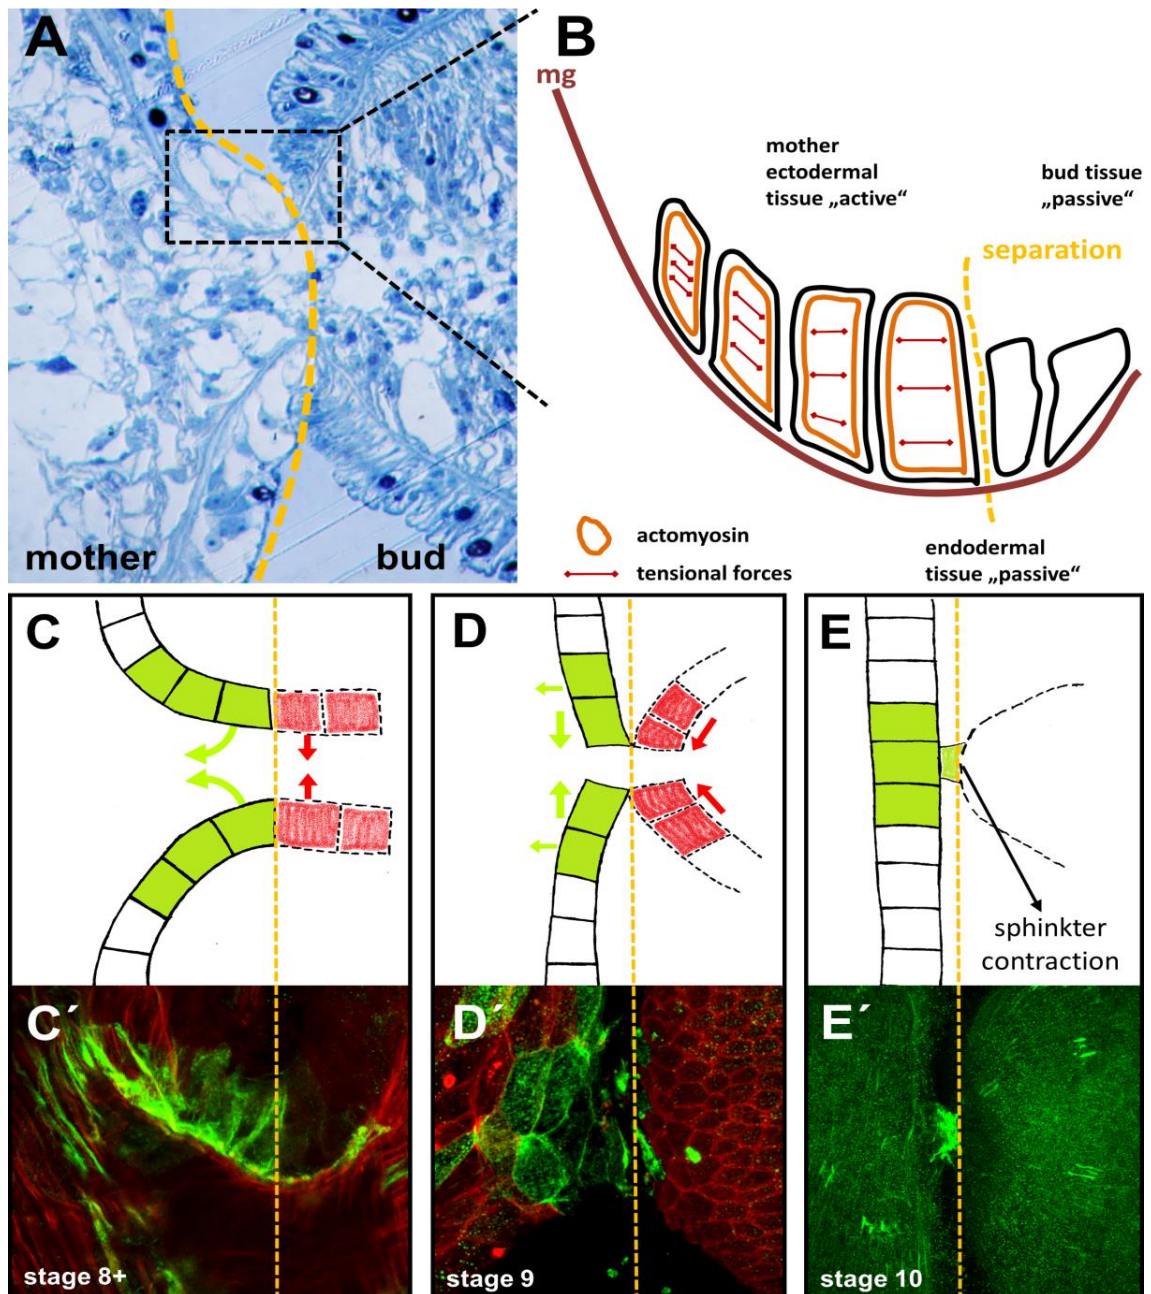 A
B
mg
mother
ectodermal
tissue „active“
bud tissue
„passive“
separation
mother
bud
actomyosin
tensional forces
endodermal
tissue „passive“
C
D
E
sphinkter
contraction
C´
D´
E´
stage 8+
stage 9
stage 10